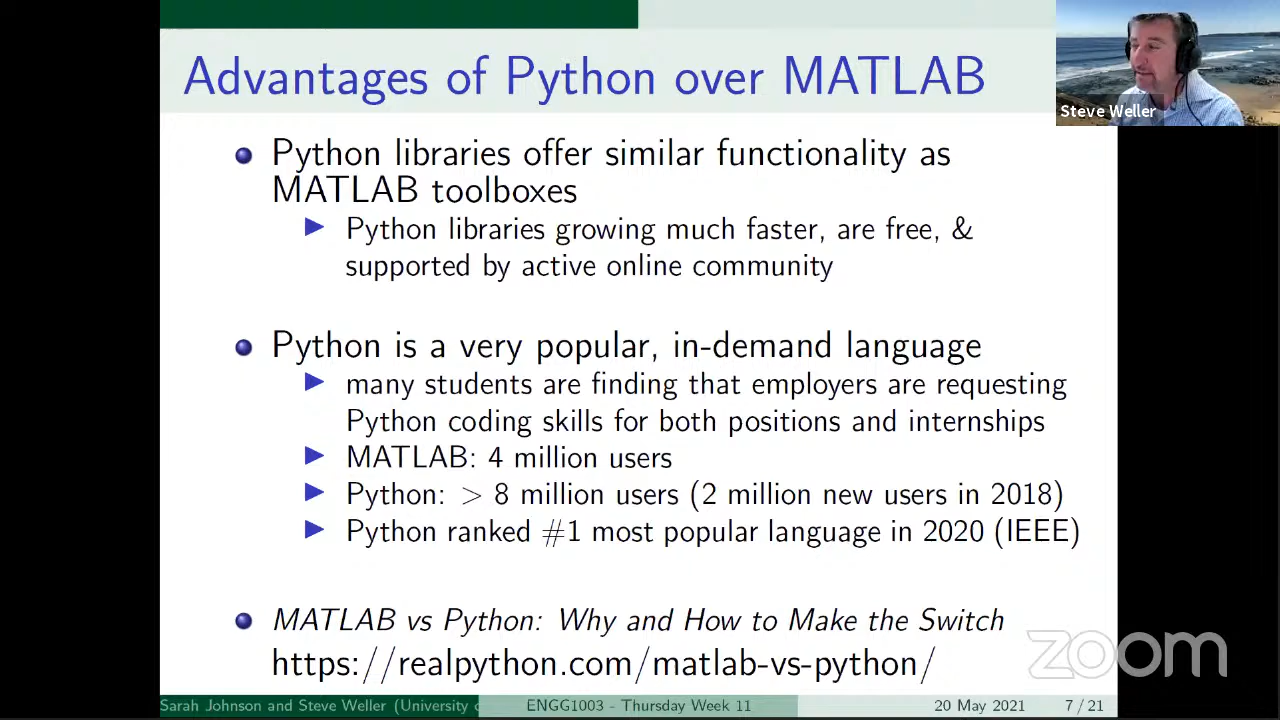 Advantages of Python over MATLAB
Steve Weller
Python libraries offer similar functionality as
MATLAB toolboxes
Python libraries growing much faster, are free, &
supported by active online community
Python is a very popular, in-demand language
many students are finding that employers are requesting
Python coding skills for both positions and internships
MATLAB: 4 million users
Python: > 8 million users (2 million new users in 2018)
Python ranked #1 most popular language in 2020 (IEEE)
MATLAB vs Python: Why and How to Make the Switch
https://realpython.com/matlab-vs-python/
zoom
Sarah Johnson and Steve Weller (University ENGG1003 - Thursday Week 11 20 May 2021 7 / 21